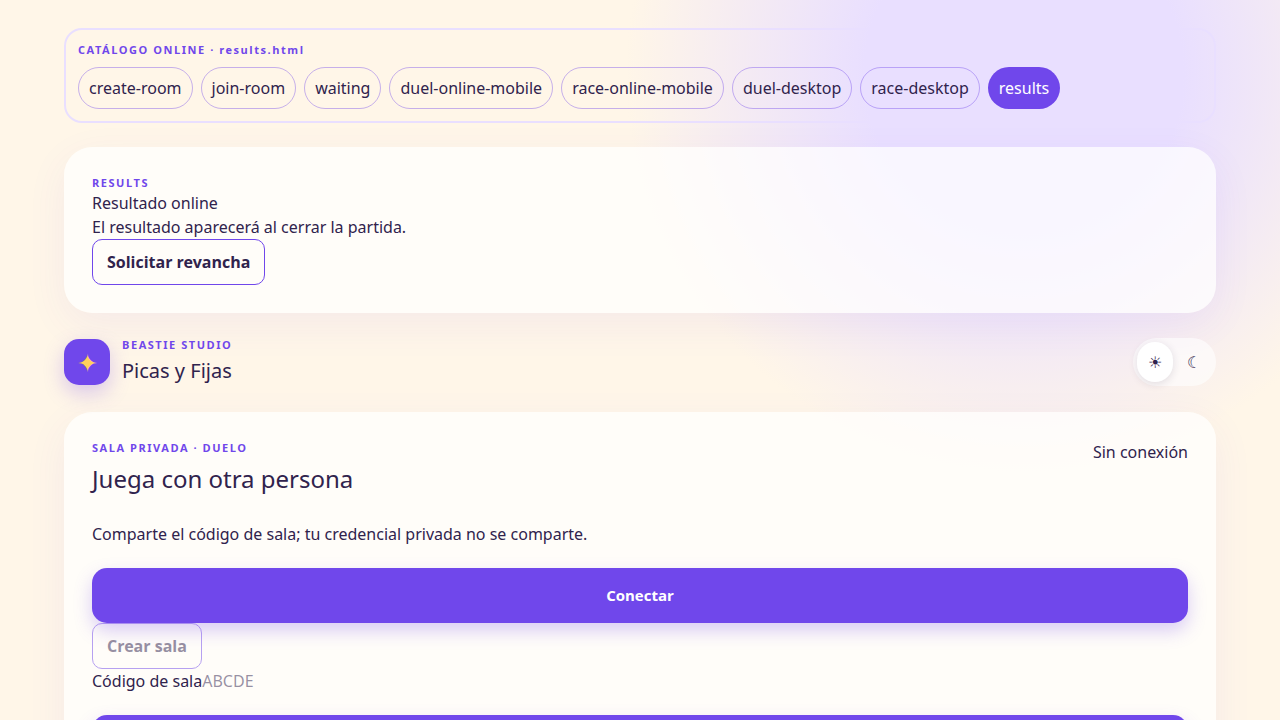 CATÁLOGO ONLINE · results.html
create-room join-room waiting duel-online-mobile race-online-mobile duel-desktop race-desktop results
RESULTS
Resultado online
El resultado aparecerá al cerrar la partida.
Solicitar revancha
BEASTIE STUDIO
Picas y Fijas
SALA PRIVADA · DUELO
Sin conexión
Juega con otra persona
Comparte el código de sala; tu credencial privada no se comparte.
Conectar
Crear sala
Código de salaABCDE